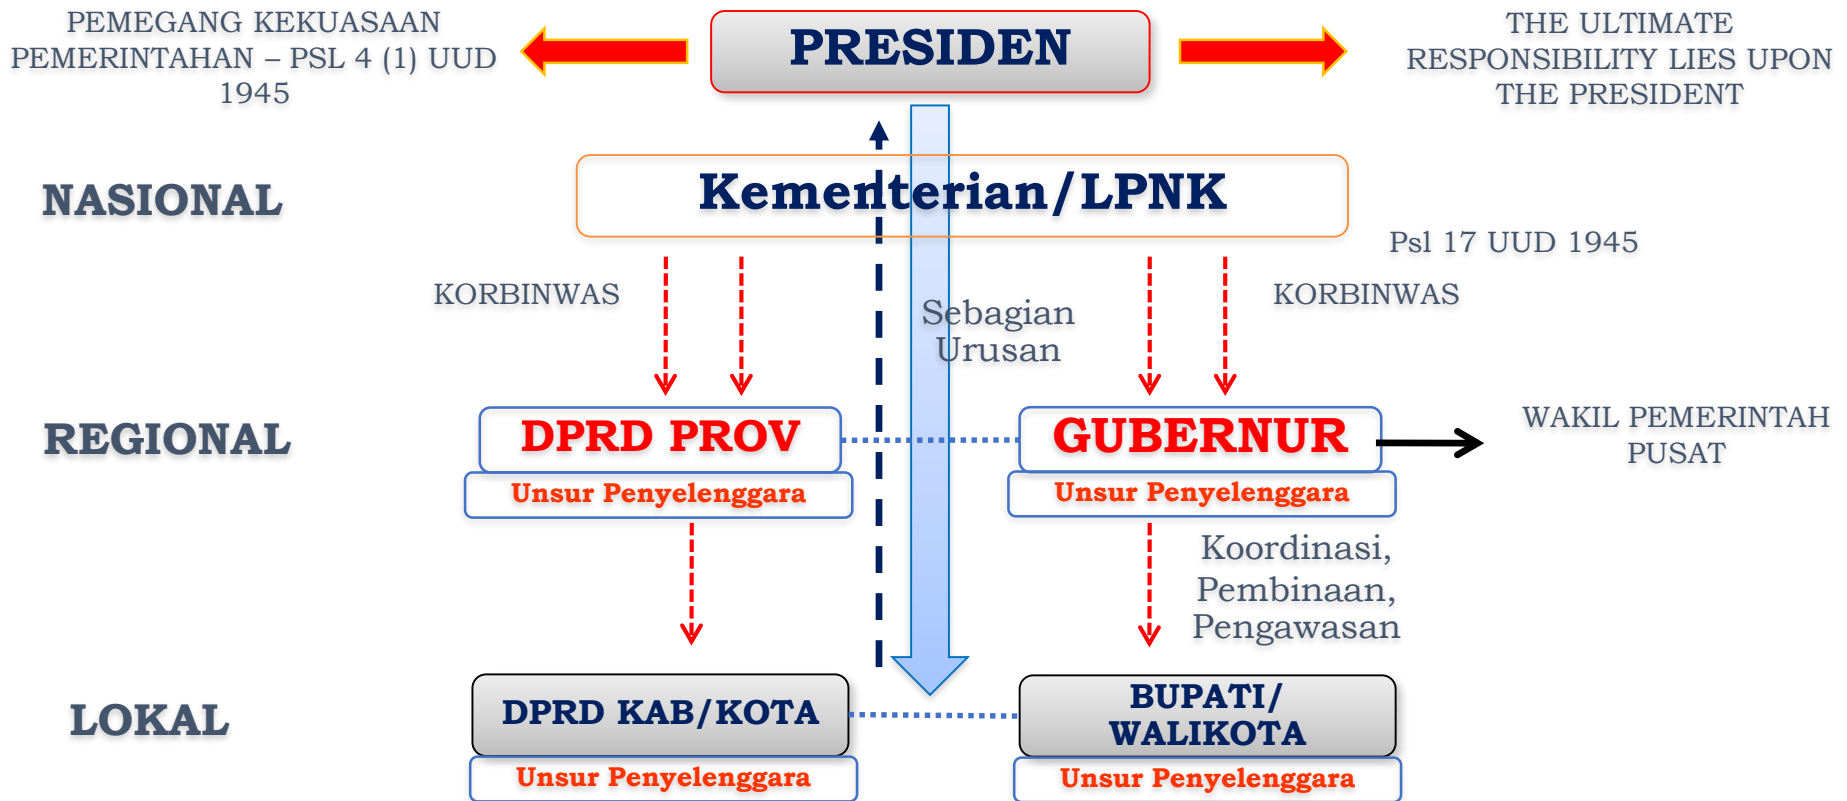 PEMEGANG KEKUASAAN
PEMERINTAHAN – PSL 4 (1) UUD
1945
PRESIDEN
THE ULTIMATE
RESPONSIBILITY LIES UPON
THE PRESIDENT
NASIONAL
Kementerian/LPNK
Psl 17 UUD 1945
KORBINWAS
Sebagian
Urusan
KORBINWAS
REGIONAL
DPRD PROV
Unsur Penyelenggara
GUBERNUR
Unsur Penyelenggara
WAKIL PEMERINTAH
PUSAT
Koordinasi,
Pembinaan,
Pengawasan
LOKAL
DPRD KAB/KOTA
Unsur Penyelenggara
BUPATI/
WALIKOTA
Unsur Penyelenggara